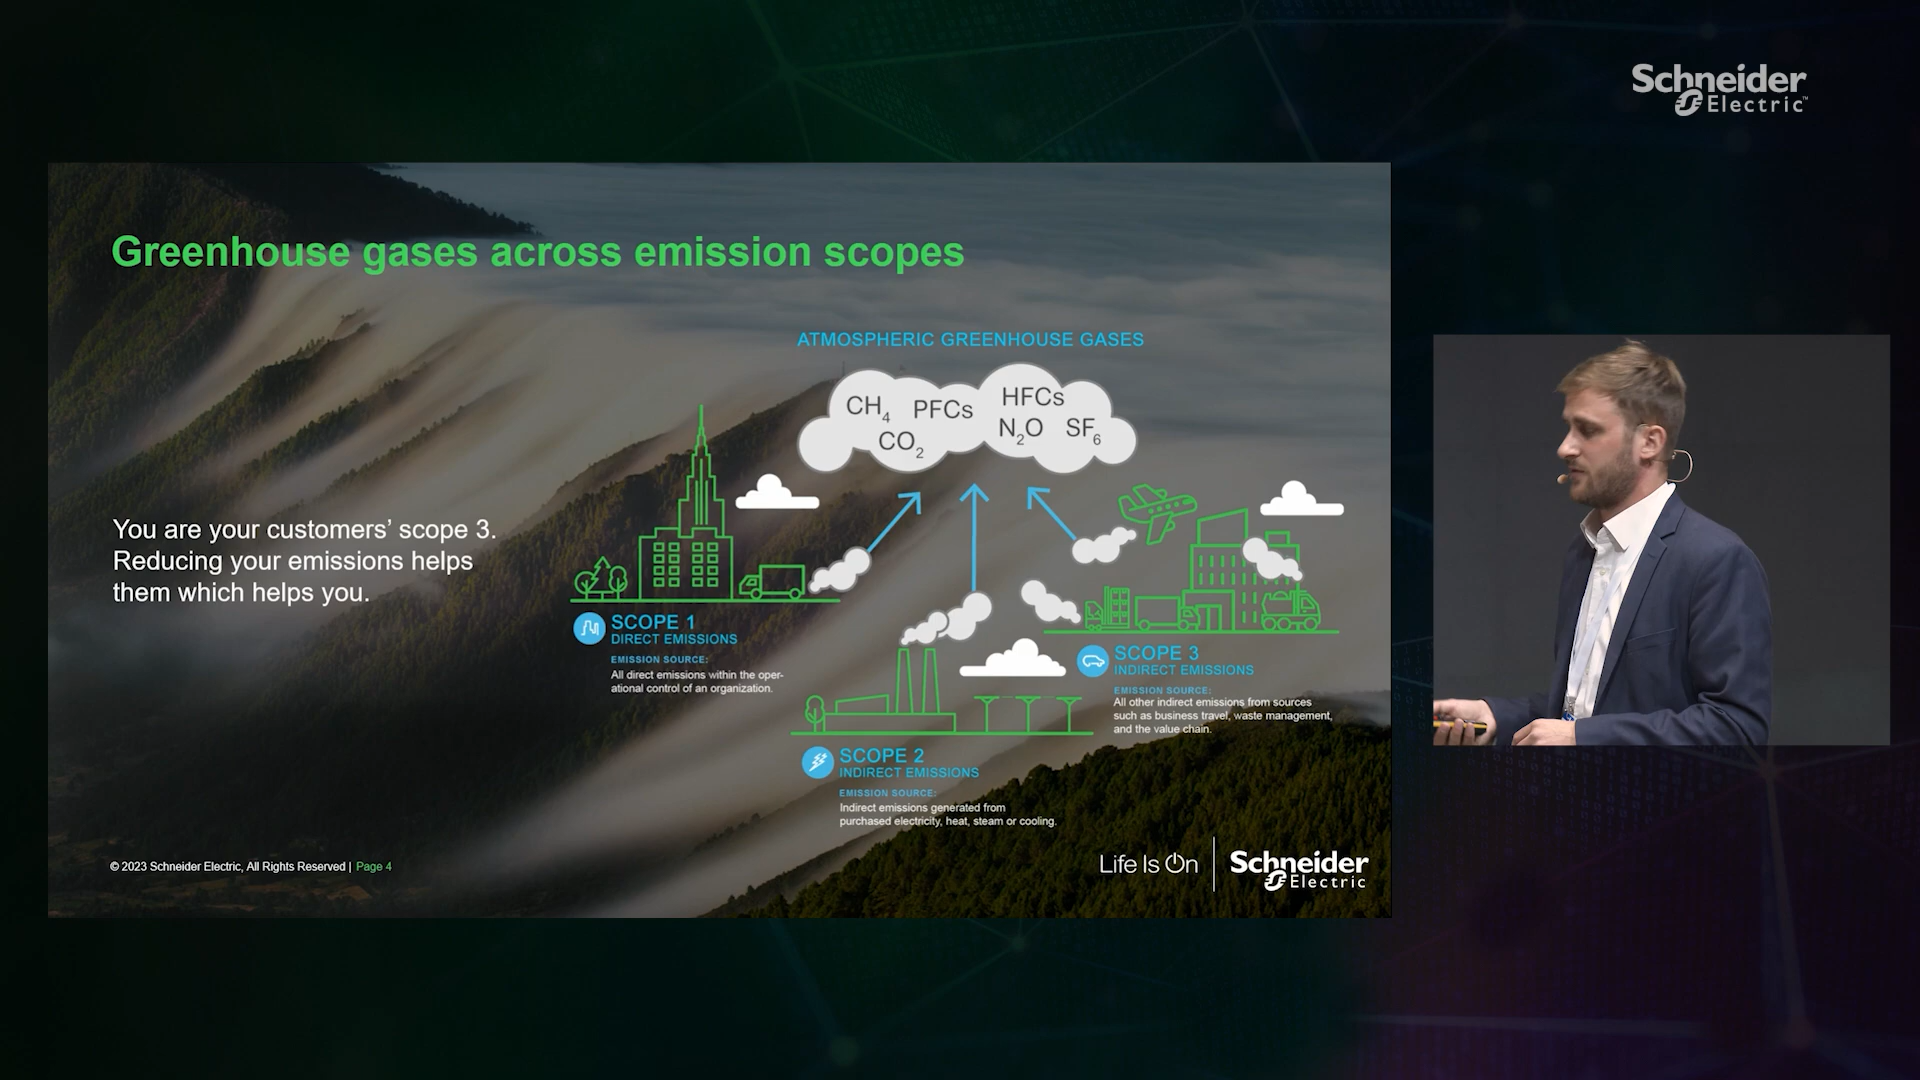 Schneider
Electric™
Greenhouse gases across emission scopes
ATMOSPHERIC GREENHOUSE GASES
CH₄ PFCs HFCs
CO₂ N₂O SF₆
You are your customers’ scope 3.
Reducing your emissions helps
them which helps you.
SCOPE 1
DIRECT EMISSIONS
EMISSION SOURCE:
All direct emissions within the oper-
ational control of an organization.
SCOPE 2
INDIRECT EMISSIONS
EMISSION SOURCE:
Indirect emissions generated from
purchased electricity, heat, steam or cooling.
SCOPE 3
INDIRECT EMISSIONS
EMISSION SOURCE:
All other indirect emissions from sources
such as business travel, waste management,
and the value chain.
© 2023 Schneider Electric, All Rights Reserved | Page 4
Life Is On | Schneider
Electric